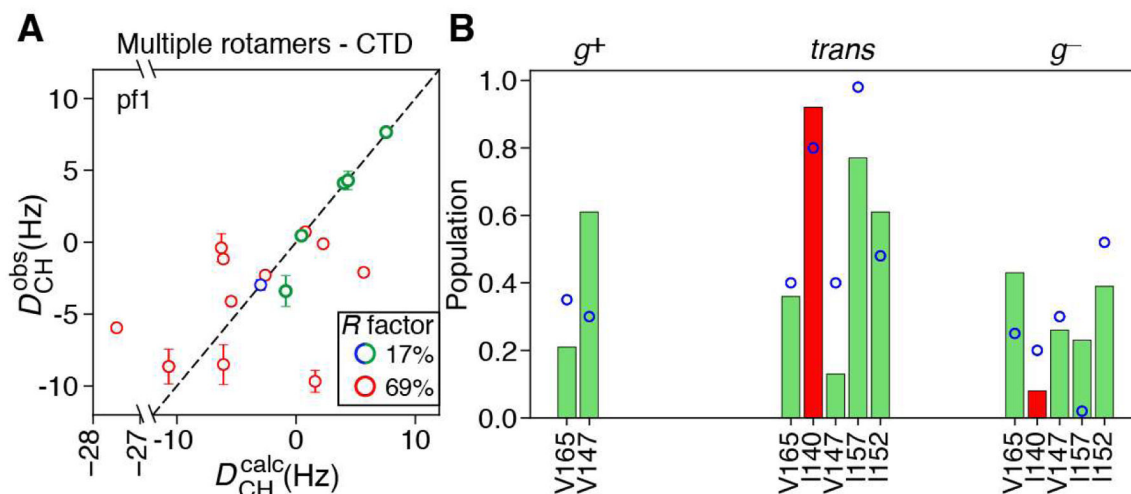 A
Multiple rotamers - CTD
pf1
D_CH^obs(Hz)
10
5
0
-5
-10
-28
-27
-10
0
10
D_CH^calc(Hz)
R factor
17%
69%
B
g+
trans
g−
Population
1.0
0.8
0.6
0.4
0.2
0.0
V165
V147
V165
I140
V147
I157
I152
V165
I140
V147
I157
I152